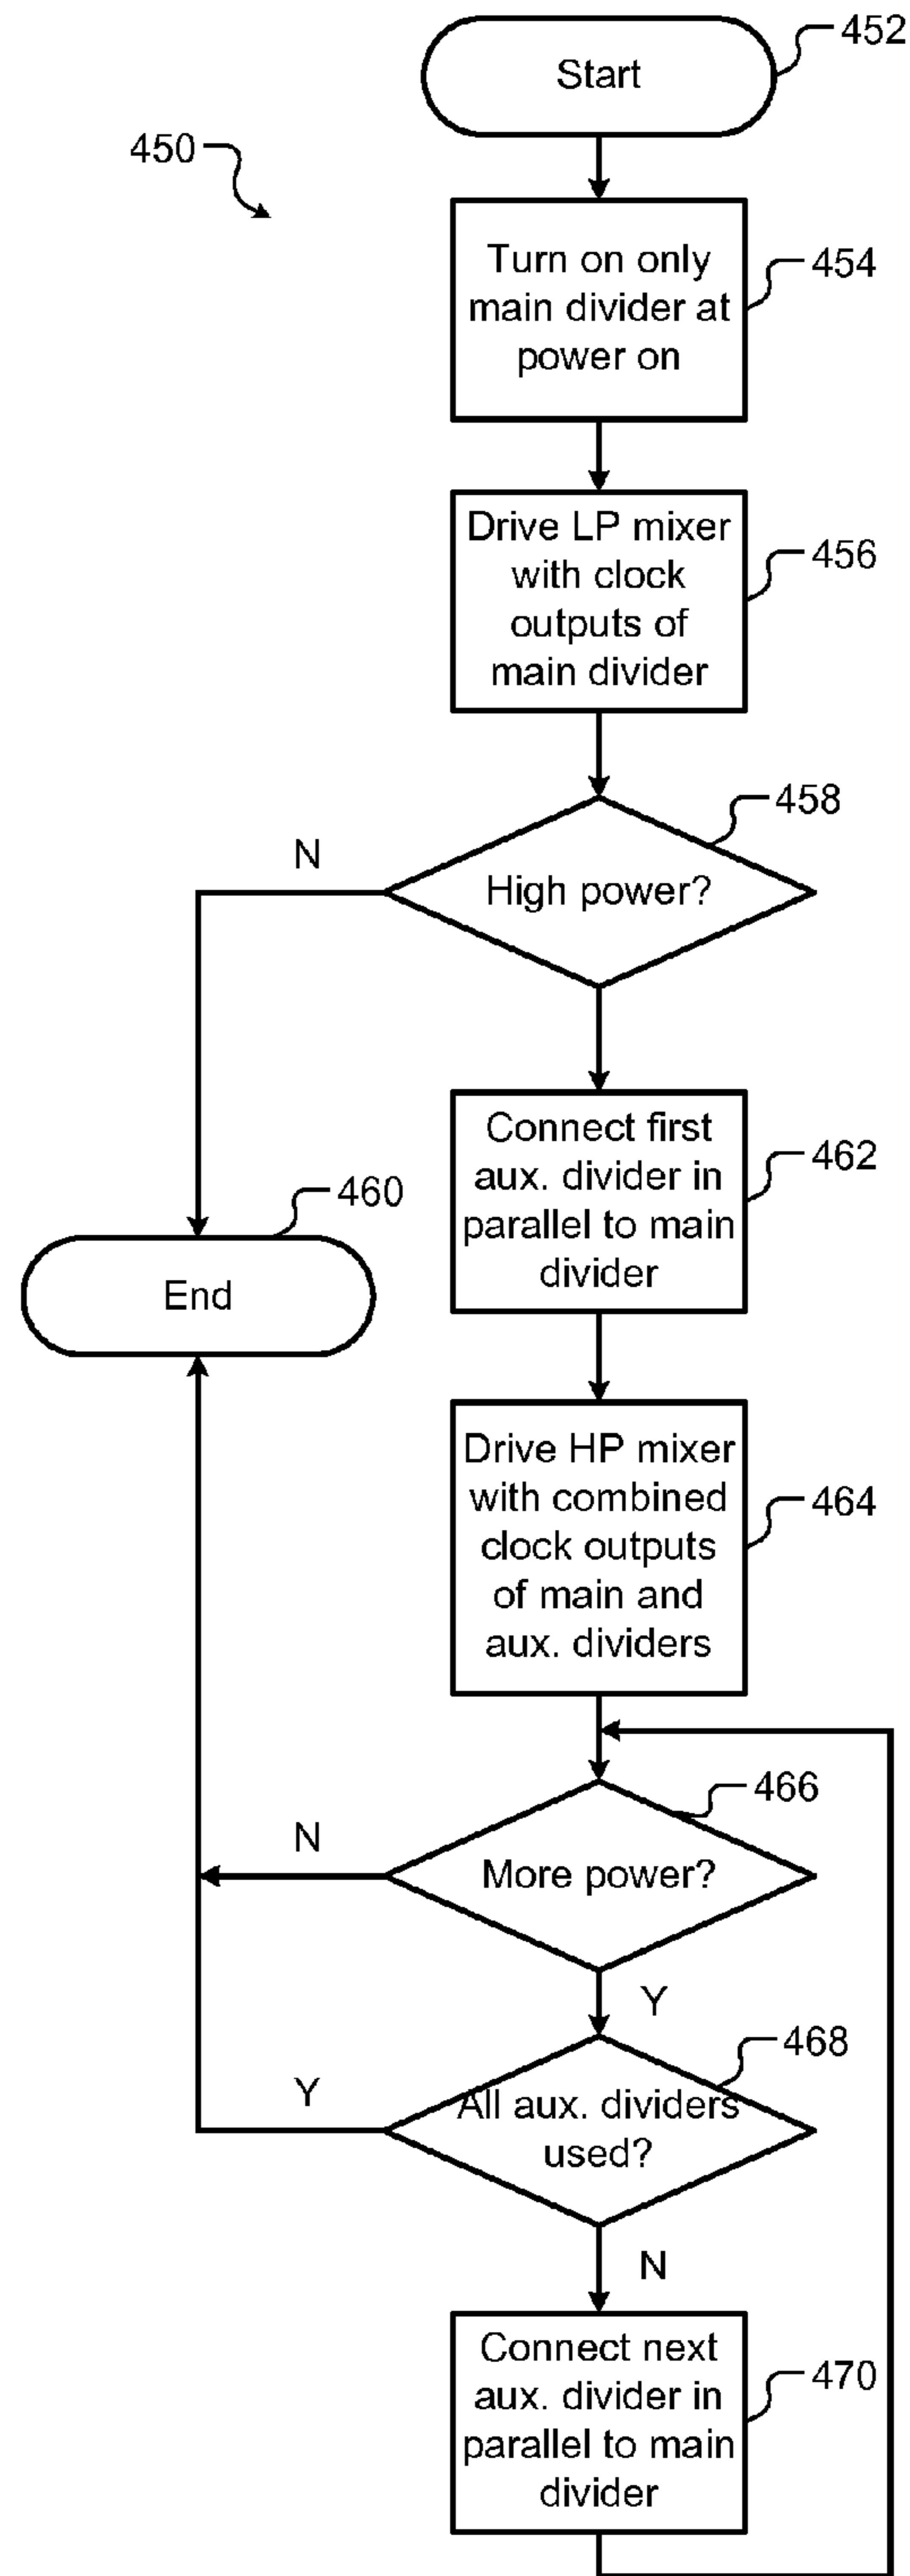 452
Start
450
Turn on only
main divider at
power on
454
Drive LP mixer
with clock
outputs of
main divider
456
458
N
High power?
Connect first
aux. divider in
parallel to main
divider
462
460
End
Drive HP mixer
with combined
clock outputs
of main and
aux. dividers
464
466
N
More power?
Y
468
Y
All aux. dividers
used?
N
Connect next
aux. divider in
parallel to main
divider
470